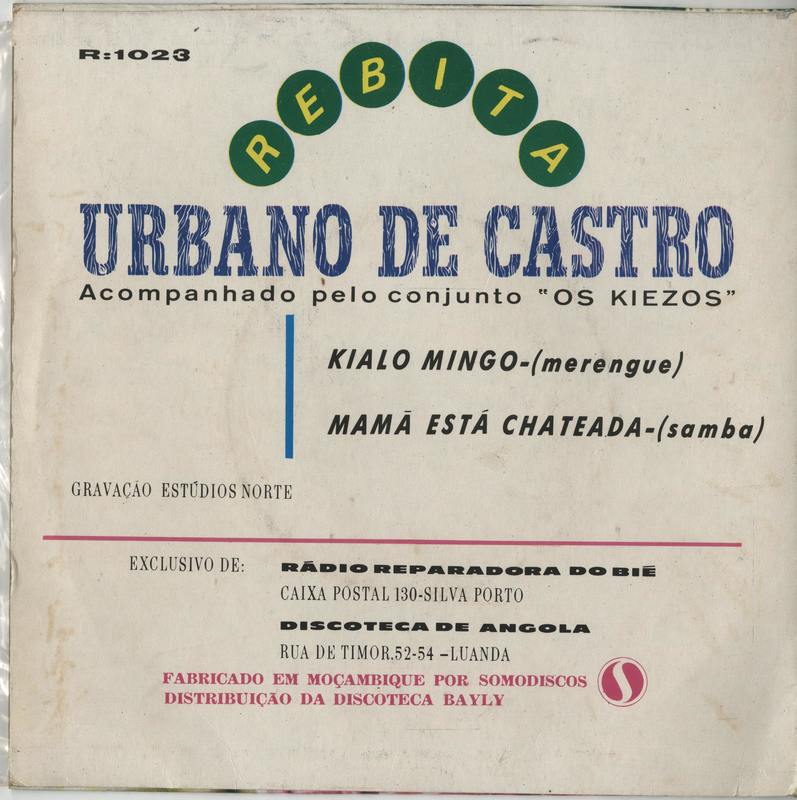 R:1023
REBITA
URBANO DE CASTRO
Acompanhado pelo conjunto "OS KIEZOS"
KIALO MINGO-(merengue)
MAMÃ ESTÁ CHATEADA-(samba)
GRAVAÇÃO ESTÚDIOS NORTE
EXCLUSIVO DE: RÁDIO REPARADORA DO BIÉ
CAIXA POSTAL 130-SILVA PORTO
DISCOTECA DE ANGOLA
RUA DE TIMOR,52-54 –LUANDA
FABRICADO EM MOÇAMBIQUE POR SOMODISCOS
DISTRIBUIÇÃO DA DISCOTECA BAYLY